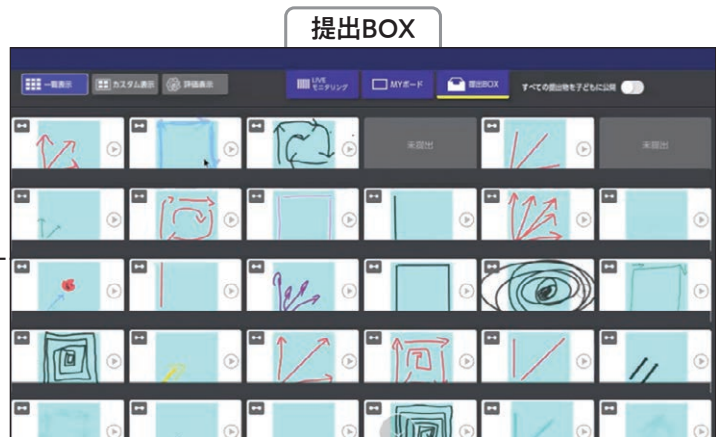 提出BOX
一覧表示
カスタム表示
評価表示
LIVE
モニタリング
MYボード
提出BOX
すべての提出物を子どもに公開
未提出
未提出